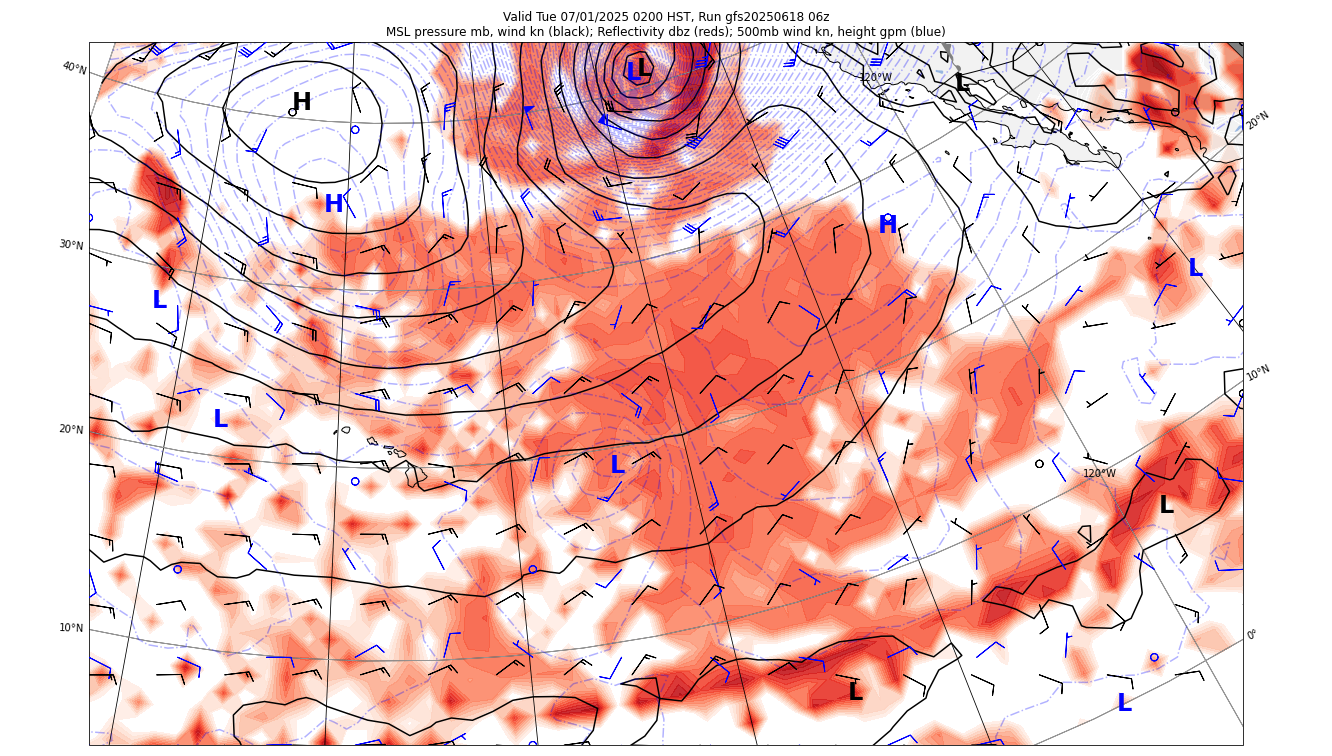 Valid Tue 07/01/2025 0200 HST, Run gfs20250618 06z
MSL pressure mb, wind kn (black); Reflectivity dbz (reds); 500mb wind kn, height gpm (blue)
40°N
L L
120°W
L
H
20°N
H
H
30°N
L
L
10°N
L
20°N
L
120°W
L
10°N
0°
L
L